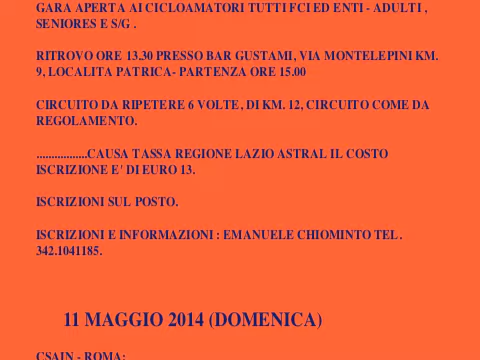 GARA APERTA AI CICLOAMATORI TUTTI FCI ED ENTI - ADULTI ,
SENIORES E S/G .
RITROVO ORE 13.30 PRESSO BAR GUSTAMI, VIA MONTELEPINI KM.
9, LOCALITA PATRICA- PARTENZA ORE 15.00
CIRCUITO DA RIPETERE 6 VOLTE, DI KM. 12, CIRCUITO COME DA
REGOLAMENTO.
.................CAUSA TASSA REGIONE LAZIO ASTRAL IL COSTO
ISCRIZIONE E' DI EURO 13.
ISCRIZIONI SUL POSTO.
ISCRIZIONI E INFORMAZIONI : EMANUELE CHIOMINTO TEL.
342.1041185.
11 MAGGIO 2014 (DOMENICA)
CSAIN - ROMA: